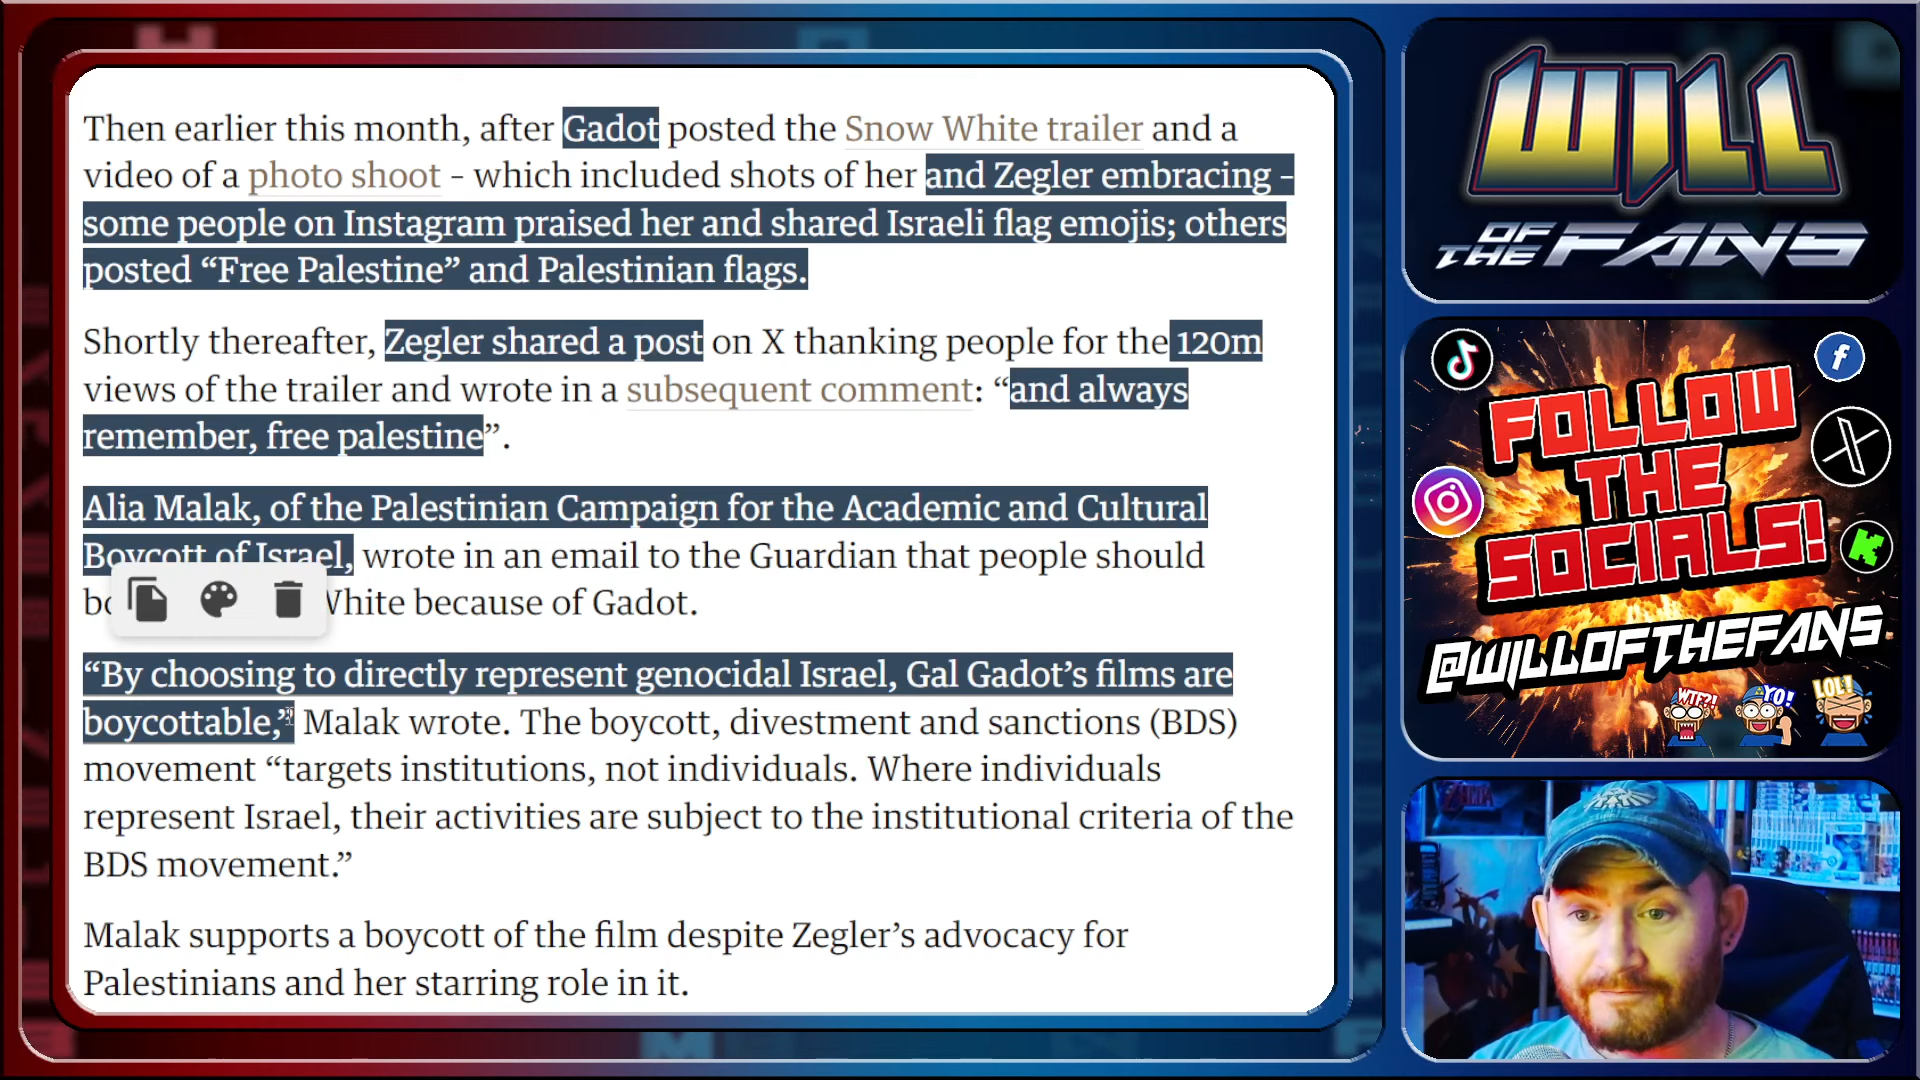 Then earlier this month, after Gadot posted the Snow White trailer and a
video of a photo shoot - which included shots of her and Zegler embracing -
some people on Instagram praised her and shared Israeli flag emojis; others
posted “Free Palestine” and Palestinian flags.
Shortly thereafter, Zegler shared a post on X thanking people for the 120m
views of the trailer and wrote in a subsequent comment: “and always
remember, free palestine”.
Alia Malak, of the Palestinian Campaign for the Academic and Cultural
Boycott of Israel, wrote in an email to the Guardian that people should
White because of Gadot.
“By choosing to directly represent genocidal Israel, Gal Gadot’s films are
boycottable,” Malak wrote. The boycott, divestment and sanctions (BDS)
movement “targets institutions, not individuals. Where individuals
represent Israel, their activities are subject to the institutional criteria of the
BDS movement.”
Malak supports a boycott of the film despite Zegler’s advocacy for
Palestinians and her starring role in it.
WILL
OF
THE FANS
FOLLOW
THE
SOCIALS!
@WILLOFTHEFANS
WTF?!
YO!
LOL!